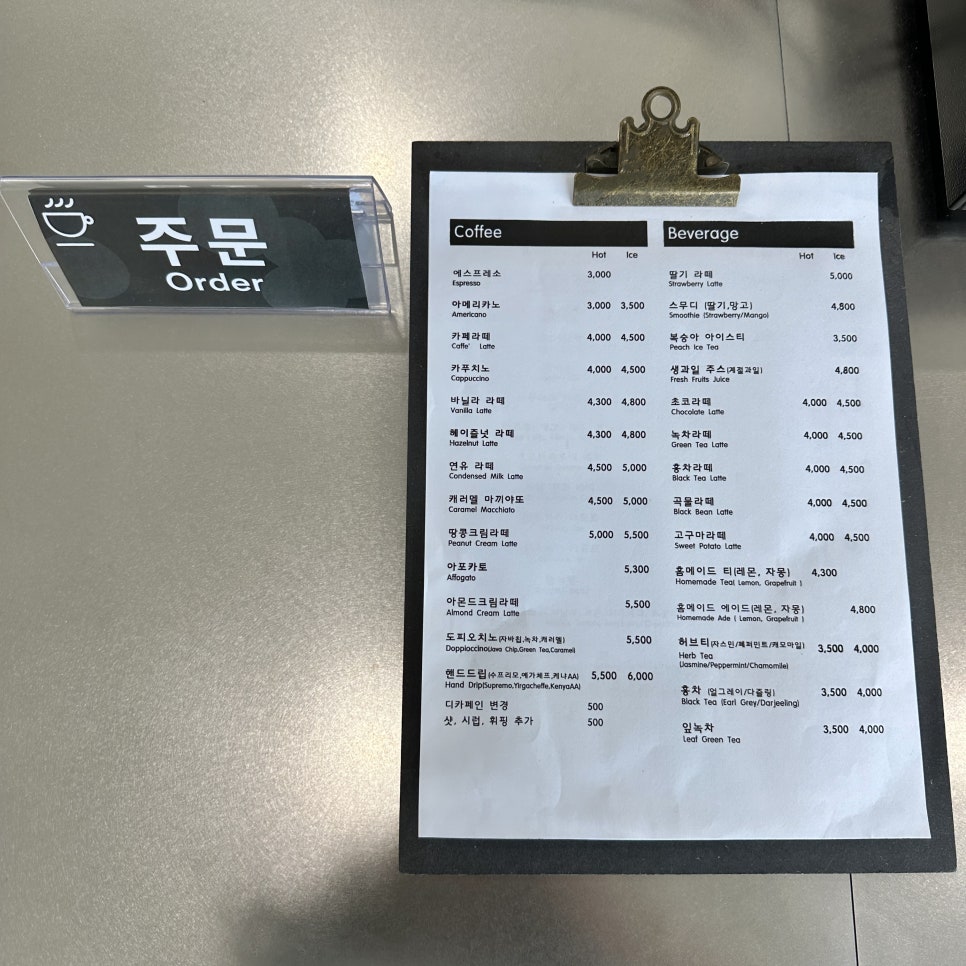 주문
Order
Coffee
Hot Ice
에스프레소 3,000
Espresso
아메리카노 3,000 3,500
Americano
카페라떼 4,000 4,500
Caffe' Latte
카푸치노 4,000 4,500
Cappuccino
바닐라 라떼 4,300 4,800
Vanilla Latte
헤이즐넛 라떼 4,300 4,800
Hazelnut Latte
연유 라떼 4,500 5,000
Condensed Milk Latte
캐러멜 마끼야또 4,500 5,000
Caramel Macchiato
땅콩크림라떼 5,000 5,500
Peanut Cream Latte
아포카토 5,300
Affogato
아몬드크림라떼 5,500
Almond Cream Latte
도피오치노(자바칩,녹차,캐러멜) 5,500
Doppioccino(Java Chip,Green Tea,Caramel)
핸드드립(수프리모,예가체프,케냐AA) 5,500 6,000
Hand Drip(Supremo,Yirgacheffe,KenyaAA)
디카페인 변경 500
샷, 시럽, 휘핑 추가 500
Beverage
Hot Ice
딸기 라떼 5,000
Strawberry Latte
스무디 (딸기,망고) 4,800
Smoothie (Strawberry/Mango)
복숭아 아이스티 3,500
Peach Ice Tea
생과일 주스(계절과일) 4,800
Fresh Fruits Juice
초코라떼 4,000 4,500
Chocolate Latte
녹차라떼 4,000 4,500
Green Tea Latte
홍차라떼 4,000 4,500
Black Tea Latte
곡물라떼 4,000 4,500
Black Bean Latte
고구마라떼 4,000 4,500
Sweet Potato Latte
홈메이드 티(레몬, 자몽) 4,300
Homemade Tea( Lemon, Grapefruit )
홈메이드 에이드(레몬, 자몽) 4,800
Homemade Ade ( Lemon, Grapefruit )
허브티(자스민/페퍼민트/캐모마일) 3,500 4,000
Herb Tea
(Jasmine/Peppermint/Chamomile)
홍차 (얼그레이/다즐링) 3,500 4,000
Black Tea (Earl Grey/Darjeeling)
잎녹차 3,500 4,000
Leaf Green Tea